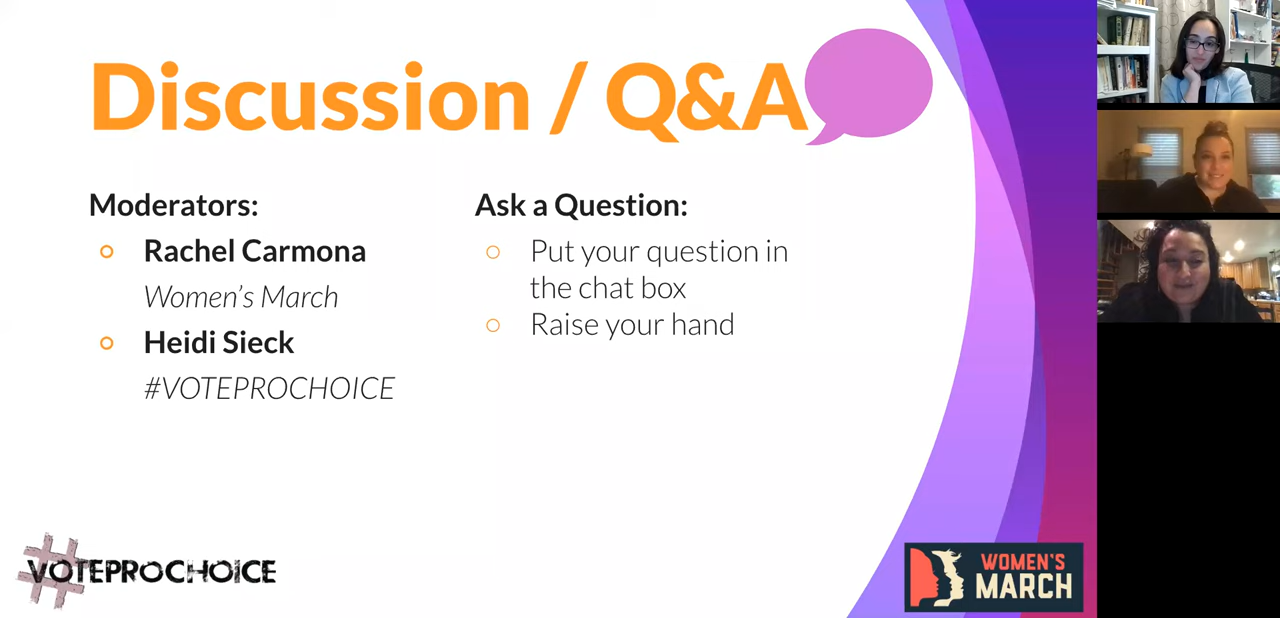 Discussion / Q&A
Moderators:
Rachel Carmona
Women's March
Heidi Sieck
#VOTEPROCHOICE
Ask a Question:
Put your question in
the chat box
Raise your hand
#VOTEPROCHOICE
WOMEN'S
MARCH